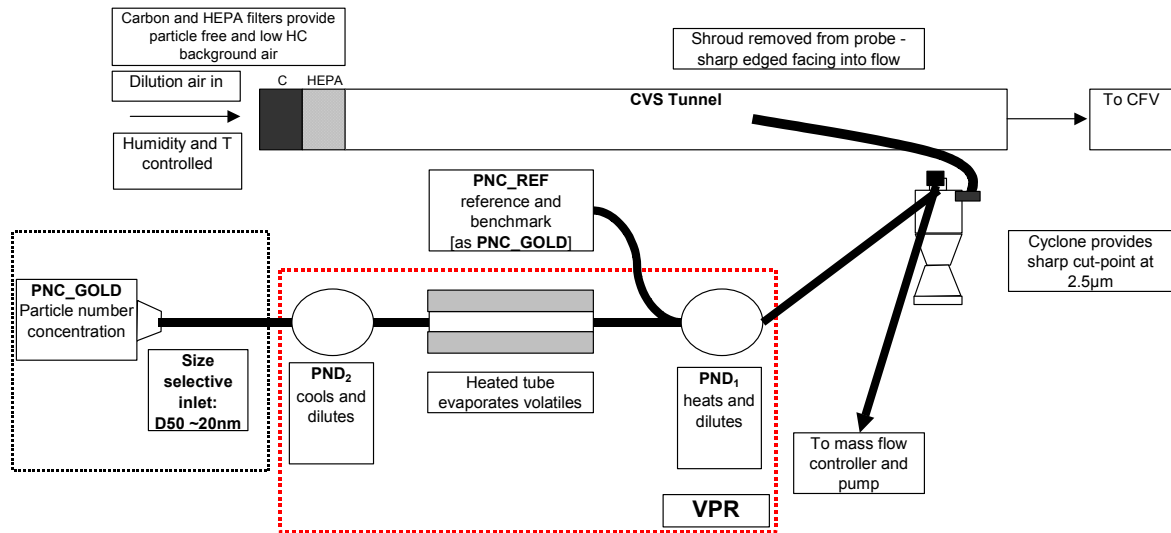 Carbon and HEPA filters provide
particle free and low HC
background air
Shroud removed from probe -
sharp edged facing into flow
Dilution air in
C
HEPA
CVS Tunnel
To CFV
Humidity and T
controlled
PNC_REF
reference and
benchmark
[as PNC_GOLD]
Cyclone provides
sharp cut-point at
2.5µm
PNC_GOLD
Particle number
concentration
Size
selective
inlet:
D50 ~20nm
PND2
cools and
dilutes
Heated tube
evaporates volatiles
PND1
heats and
dilutes
To mass flow
controller and
pump
VPR